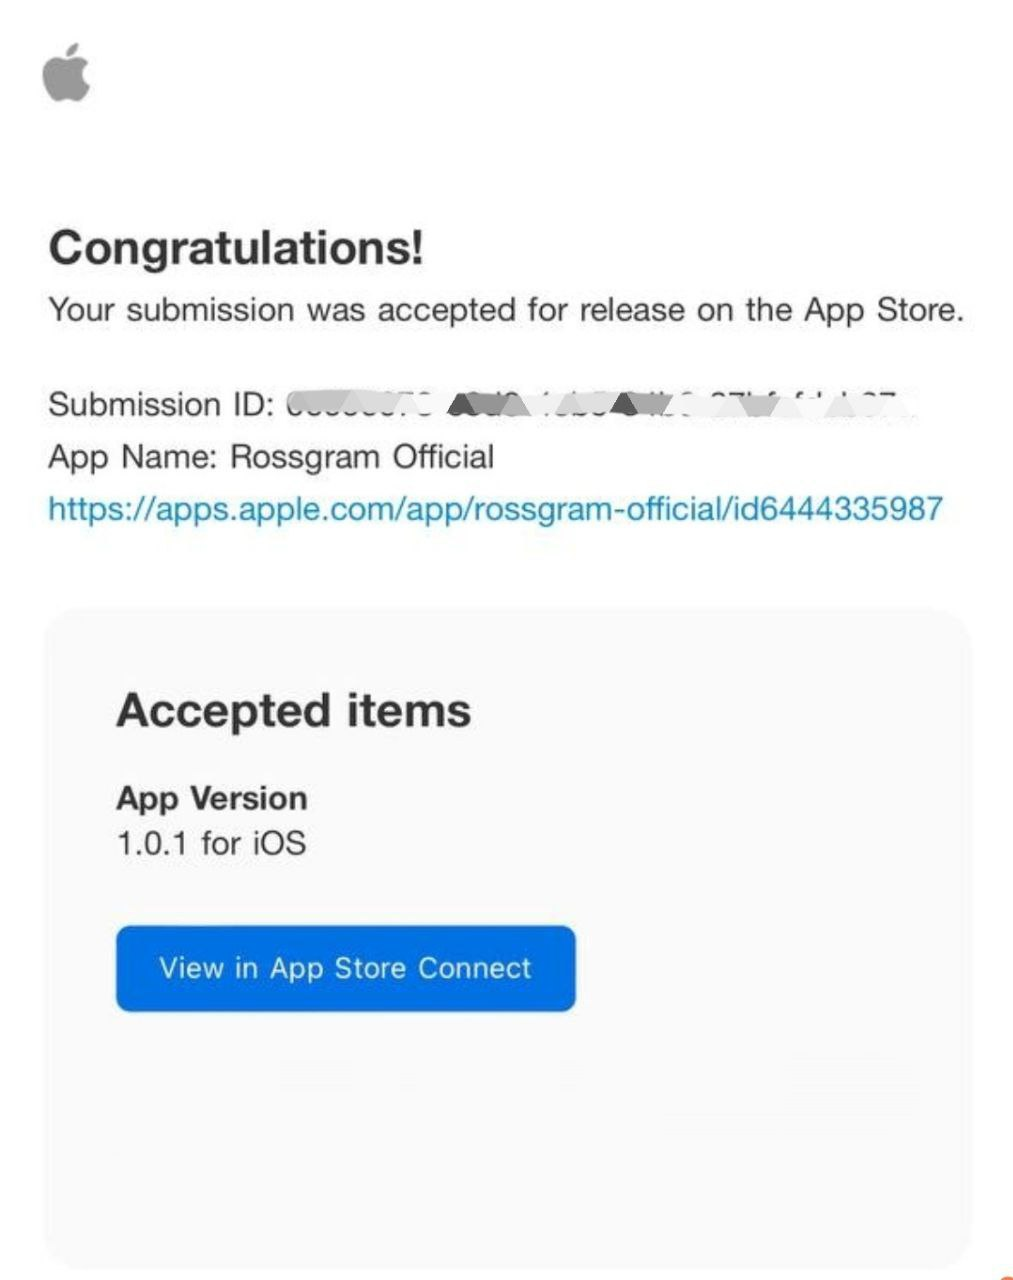 Congratulations!
Your submission was accepted for release on the App Store.
Submission ID:
App Name: Rossgram Official
https://apps.apple.com/app/rossgram-official/id6444335987
Accepted items
App Version
1.0.1 for iOS
View in App Store Connect